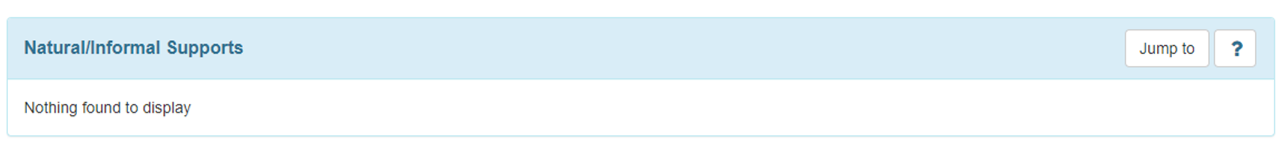 Natural/Informal Supports
Jump to
?
Nothing found to display